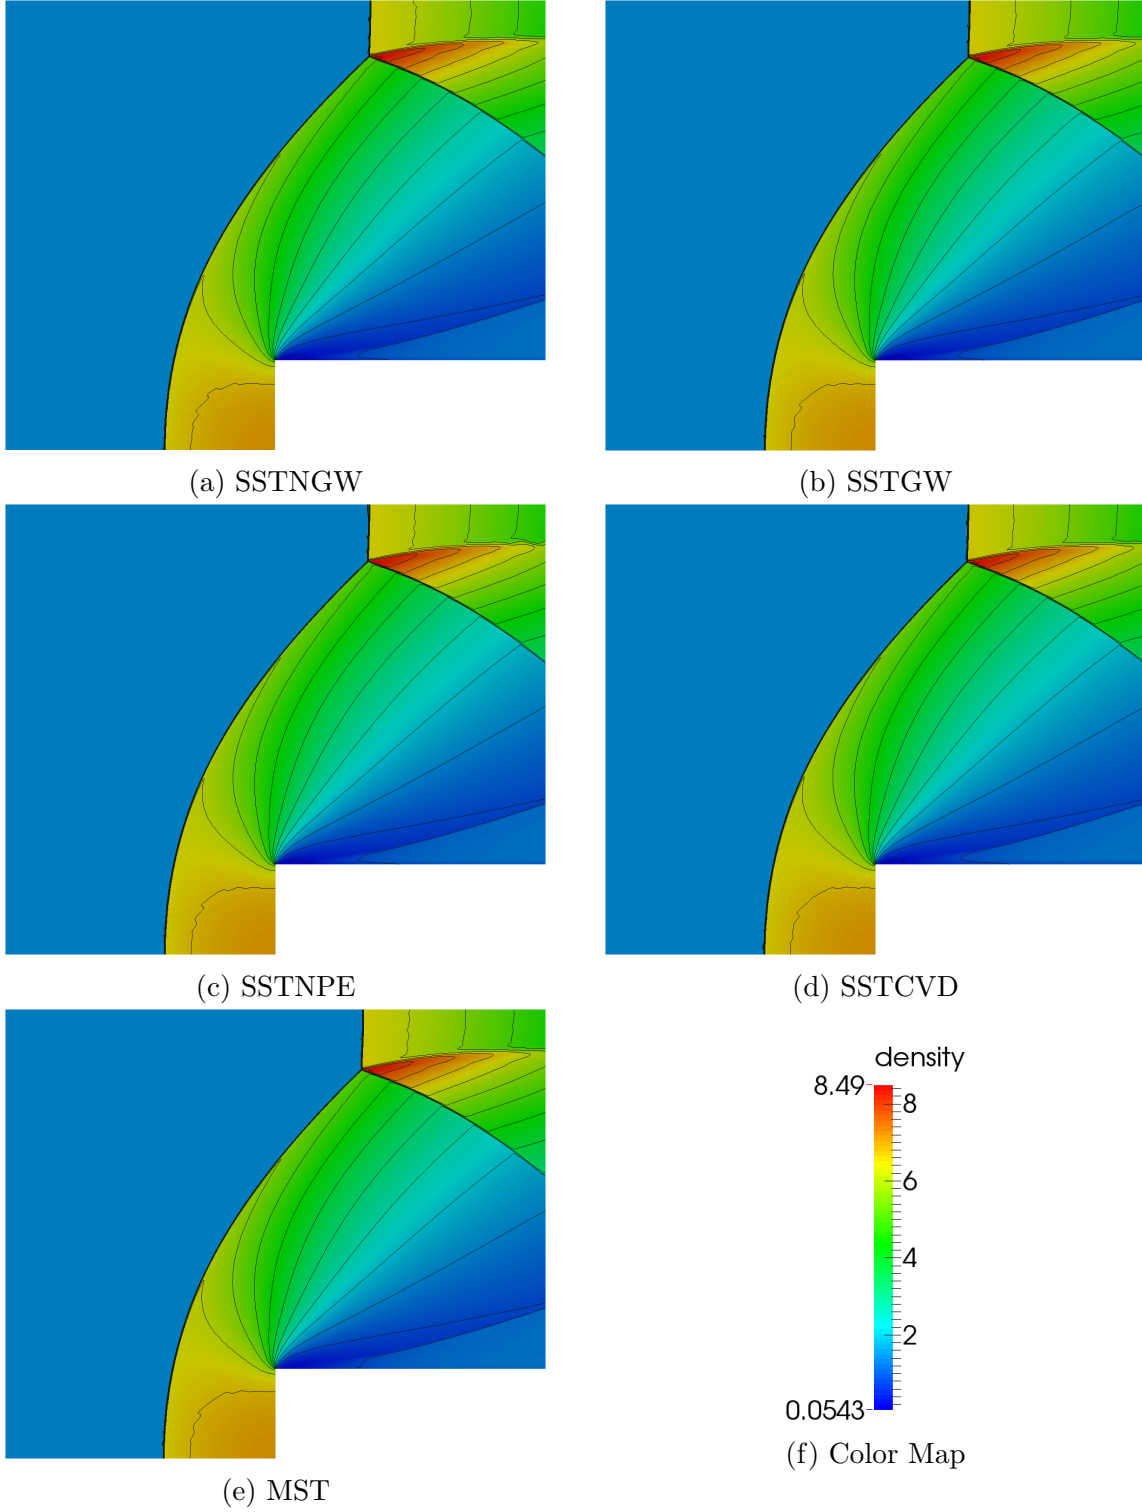 (a) SSTNGW
(b) SSTGW
(c) SSTNPE
(d) SSTCVD
density
8.49
8
6
4
2
0.0543
(f) Color Map
(e) MST